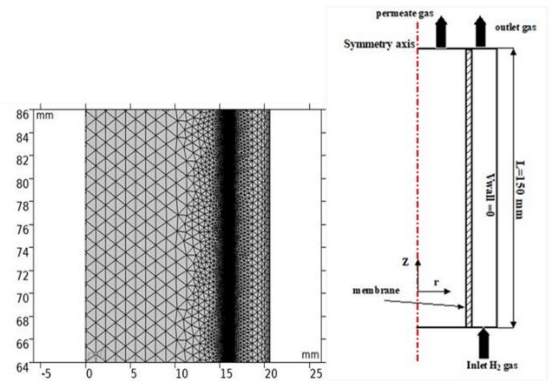 86
mm
84
82
80
78
76
74
72
70
68
66
64
mm
-5
0
5
10
15
20
25
permeate gas
outlet gas
Symmetry axis
L=150 mm
Vwall =0
Z
r
membrane
Inlet H2 gas